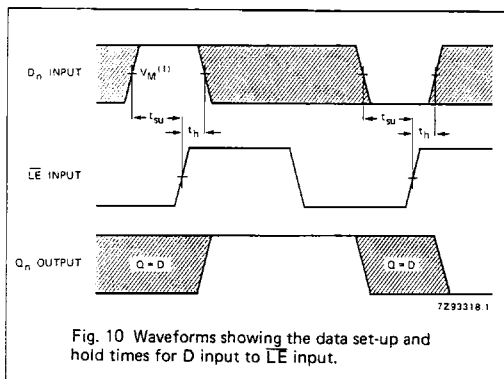 Dn INPUT
VM(1)
tsu
th
tsu
th
LE INPUT
Qn OUTPUT
Q = D
Q = D
7Z93318.1
Fig. 10 Waveforms showing the data set-up and
hold times for D input to L̅E̅ input.